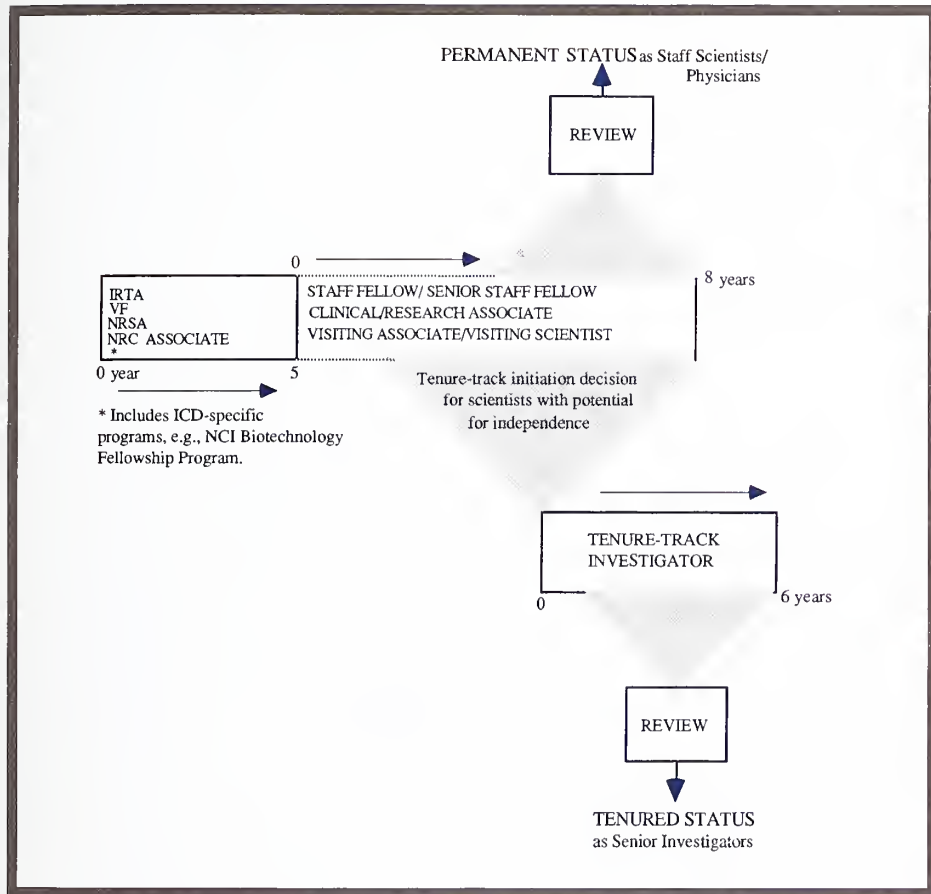 PERMANENT STATUS as Staff Scientists/
Physicians
REVIEW
0
8 years
IRTA
VF
NRSA
NRC ASSOCIATE
*
STAFF FELLOW/ SENIOR STAFF FELLOW
CLINICAL/RESEARCH ASSOCIATE
VISITING ASSOCIATE/VISITING SCIENTIST
0 year
5
* Includes ICD-specific
programs, e.g., NCI Biotechnology
Fellowship Program.
Tenure-track initiation decision
for scientists with potential
for independence
TENURE-TRACK
INVESTIGATOR
0
6 years
REVIEW
TENURED STATUS
as Senior Investigators